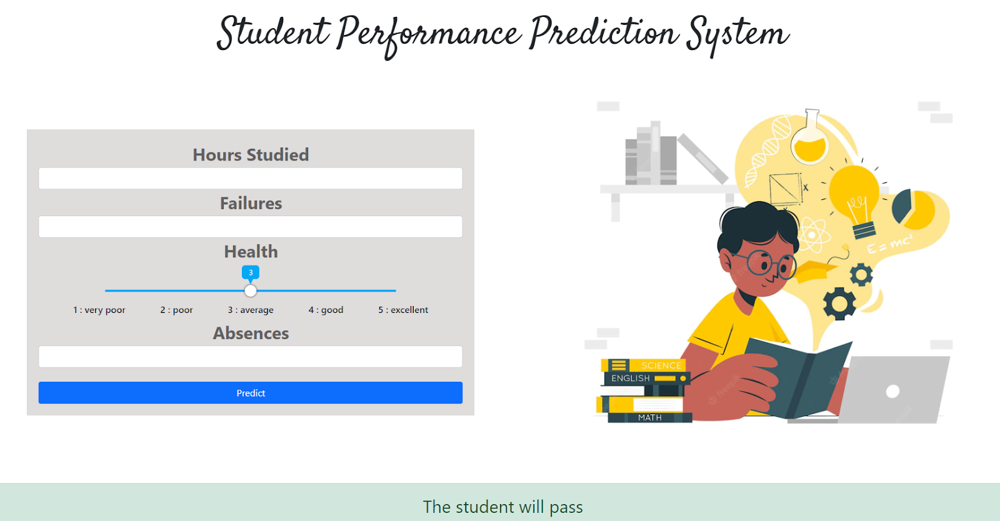 Student Performance Prediction System
Hours Studied
Failures
Health
3
1 : very poor 2 : poor 3 : average 4 : good 5 : excellent
Absences
Predict
X
E = mc²
SCIENCE
ENGLISH
MATH
freepik
The student will pass